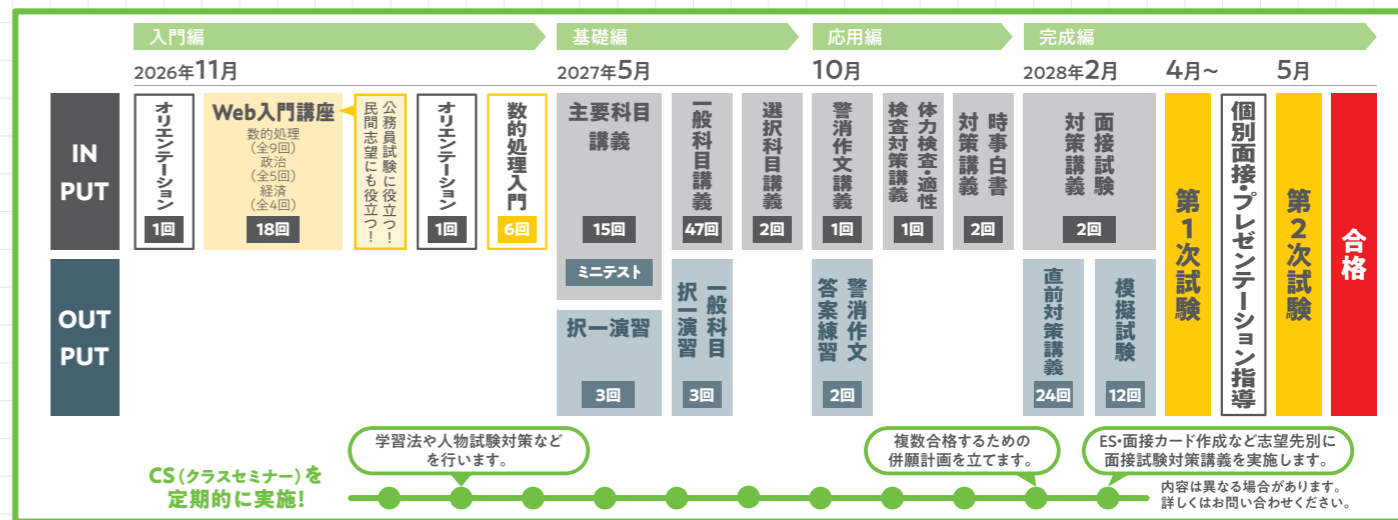 入門編
基礎編
応用編
完成編
2026年11月
2027年5月
10月
2028年2月
4月～
5月
IN
PUT
オリエンテーション
1回
Web入門講座
数的処理
(全9回)
政治
(全5回)
経済
(全4回)
18回
公務員試験に役立つ!
民間志望にも役立つ!
オリエンテーション
1回
数的処理入門
6回
主要科目
講義
15回
ミニテスト
一般科目講義
47回
選択科目講義
2回
警消作文講義
1回
体力検査・適性
検査対策講義
1回
時事白書
対策講義
2回
面接試験
対策講義
2回
第1次試験
個別面接・プレゼンテーション指導
第2次試験
合格
OUT
PUT
択一演習
3回
一般科目
択一演習
3回
警消作文
答案練習
2回
直前対策講義
24回
模擬試験
12回
CS(クラスセミナー)を
定期的に実施!
学習法や人物試験対策など
を行います。
複数合格するための
併願計画を立てます。
ES・面接カード作成など志望先別に
面接試験対策講義を実施します。
内容は異なる場合があります。
詳しくはお問い合わせください。